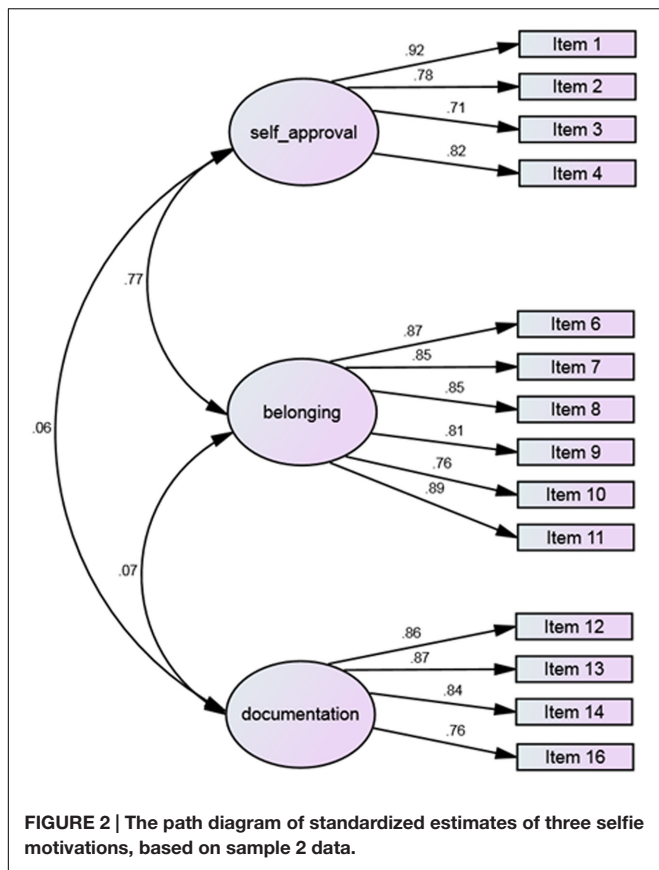 .92
Item 1
.78
Item 2
self_approval
.71
Item 3
.82
Item 4
.77
.87
Item 6
.85
Item 7
belonging
.85
Item 8
.81
Item 9
.76
Item 10
.89
Item 11
.06
.07
.86
Item 12
.87
Item 13
documentation
.84
Item 14
.76
Item 16
FIGURE 2 | The path diagram of standardized estimates of three selfie
motivations, based on sample 2 data.